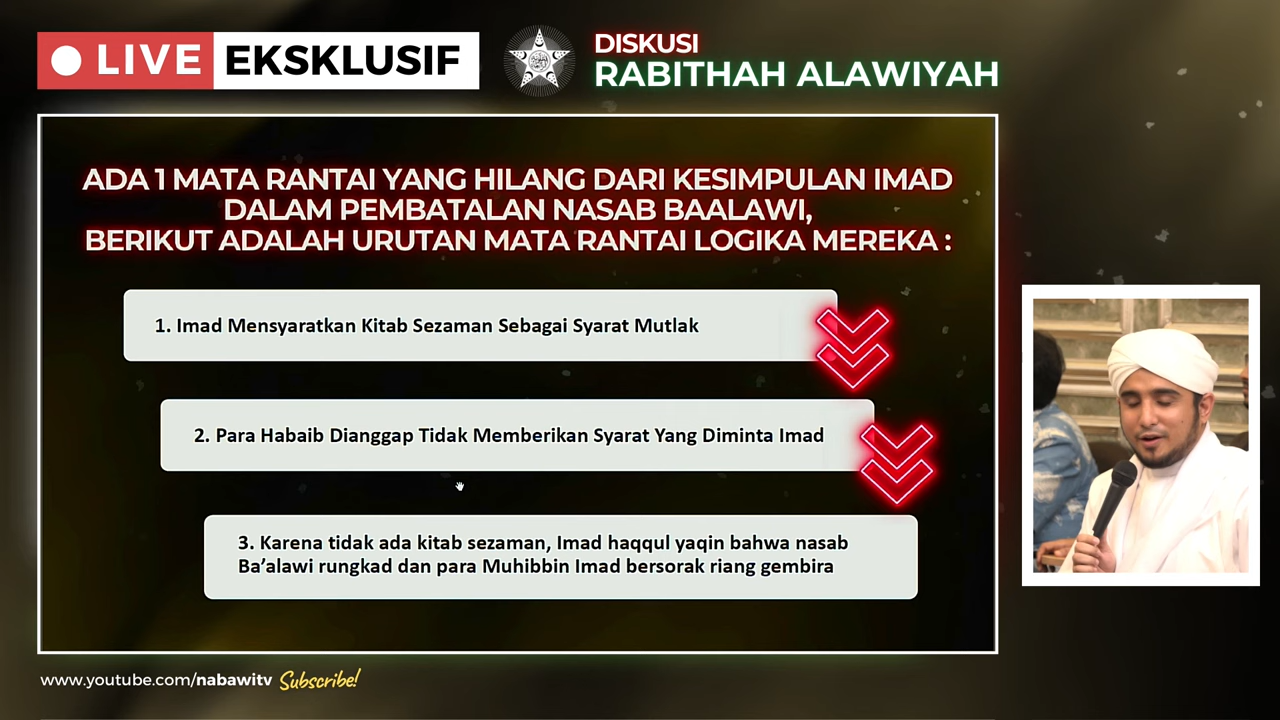 LIVE EKSKLUSIF
DISKUSI
RABITHAH ALAWIYAH
ADA 1 MATA RANTAI YANG HILANG DARI KESIMPULAN IMAD
DALAM PEMBATALAN NASAB BAALAWI,
BERIKUT ADALAH URUTAN MATA RANTAI LOGIKA MEREKA :
1. Imad Mensyaratkan Kitab Sezaman Sebagai Syarat Mutlak
2. Para Habaib Dianggap Tidak Memberikan Syarat Yang Diminta Imad
3. Karena tidak ada kitab sezaman, Imad haqqul yaqin bahwa nasab
Ba’alawi rungkad dan para Muhibbin Imad bersorak riang gembira
www.youtube.com/nabawitv Subscribe!